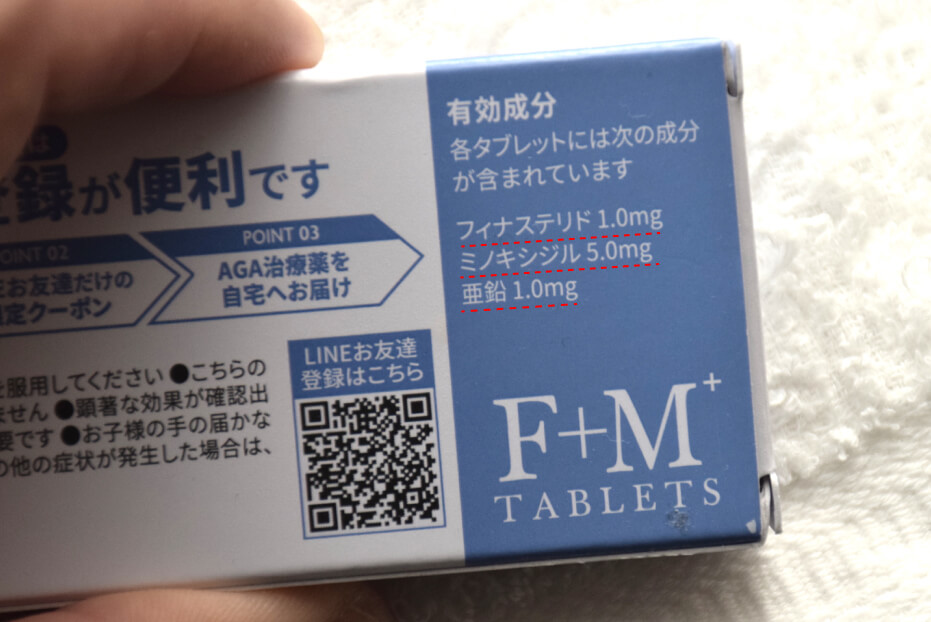 録が便利です
POINT 02
お友達だけの
定クーポン
POINT 03
AGA治療薬を
自宅へお届け
を服用してください ●こちらの
ません ●顕著な効果が確認出
要です ●お子様の手の届かな
の他の症状が発生した場合は、
LINEお友達
登録はこちら
有効成分
各タブレットには次の成分
が含まれています
フィナステリド 1.0mg
ミノキシジル 5.0mg
亜鉛 1.0mg
F+M+
TABLETS